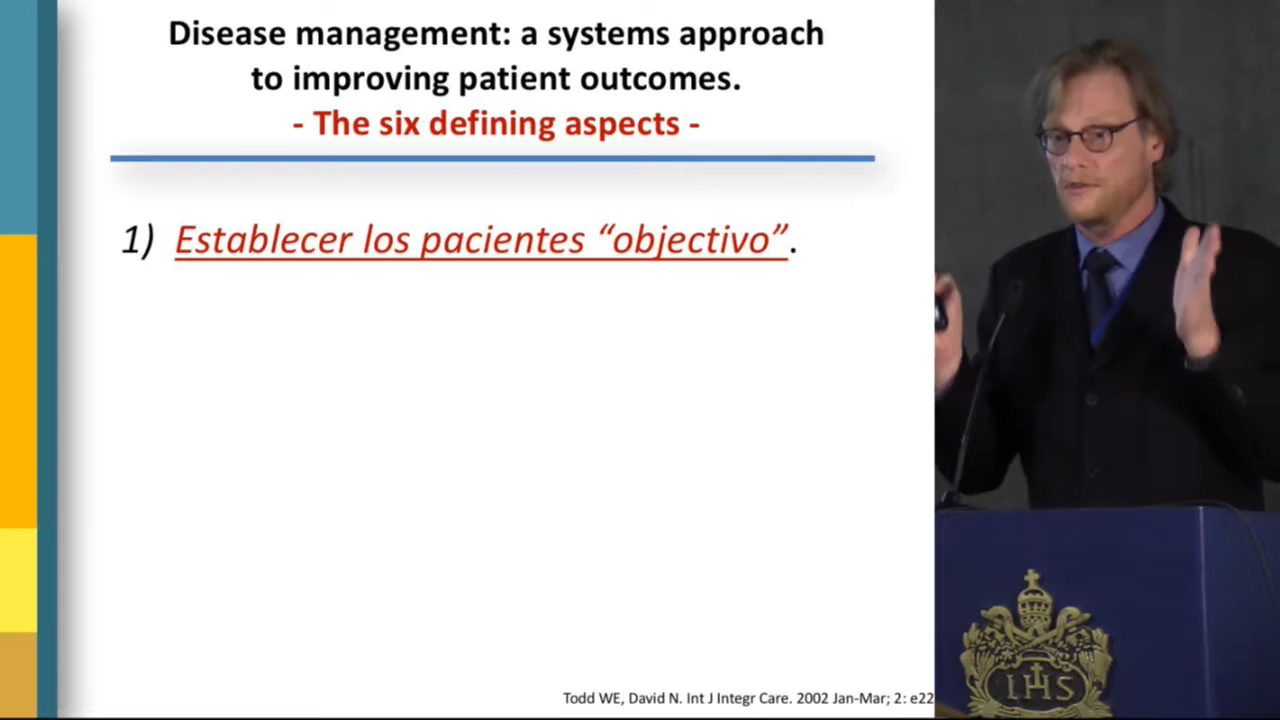 Disease management: a systems approach
to improving patient outcomes.
- The six defining aspects -
1) Establecer los pacientes “objectivo”.
Todd WE, David N. Int J Integr Care. 2002 Jan-Mar; 2: e22
IHS